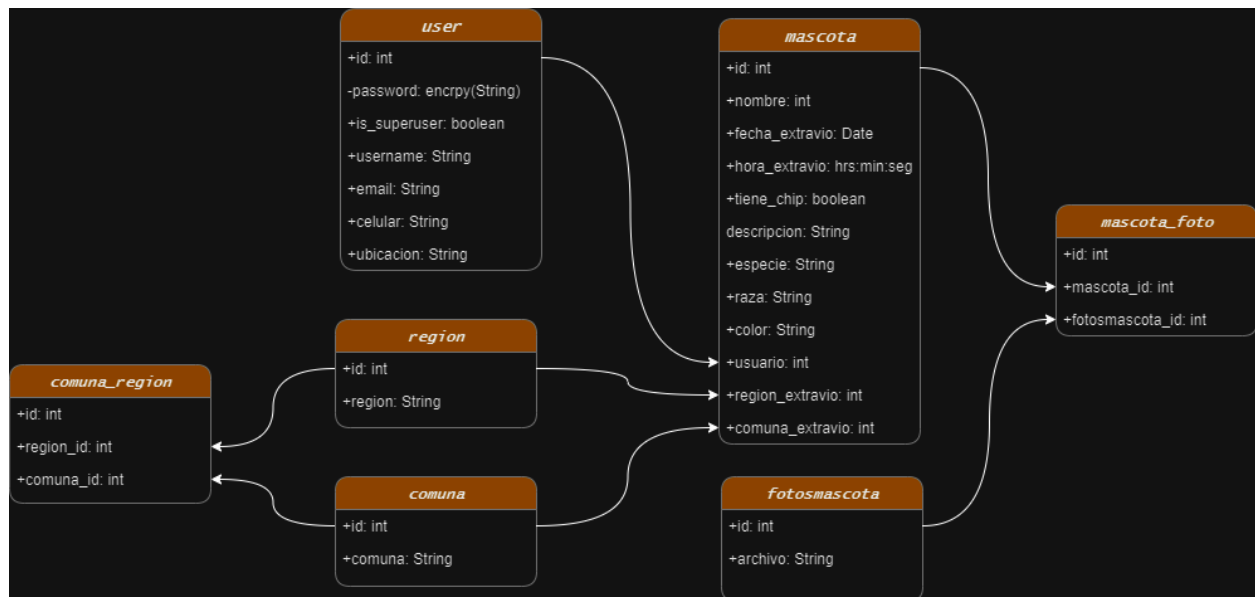 user
+id: int
-password: encrpy(String)
+is_superuser: boolean
+username: String
+email: String
+celular: String
+ubicacion: String
mascota
+id: int
+nombre: int
+fecha_extravio: Date
+hora_extravio: hrs:min:seg
+tiene_chip: boolean
descripcion: String
+especie: String
+raza: String
+color: String
+usuario: int
+region_extravio: int
+comuna_extravio: int
mascota_foto
+id: int
+mascota_id: int
+fotosmascota_id: int
region
+id: int
+region: String
comuna_region
+id: int
+region_id: int
+comuna_id: int
comuna
+id: int
+comuna: String
fotosmascota
+id: int
+archivo: String